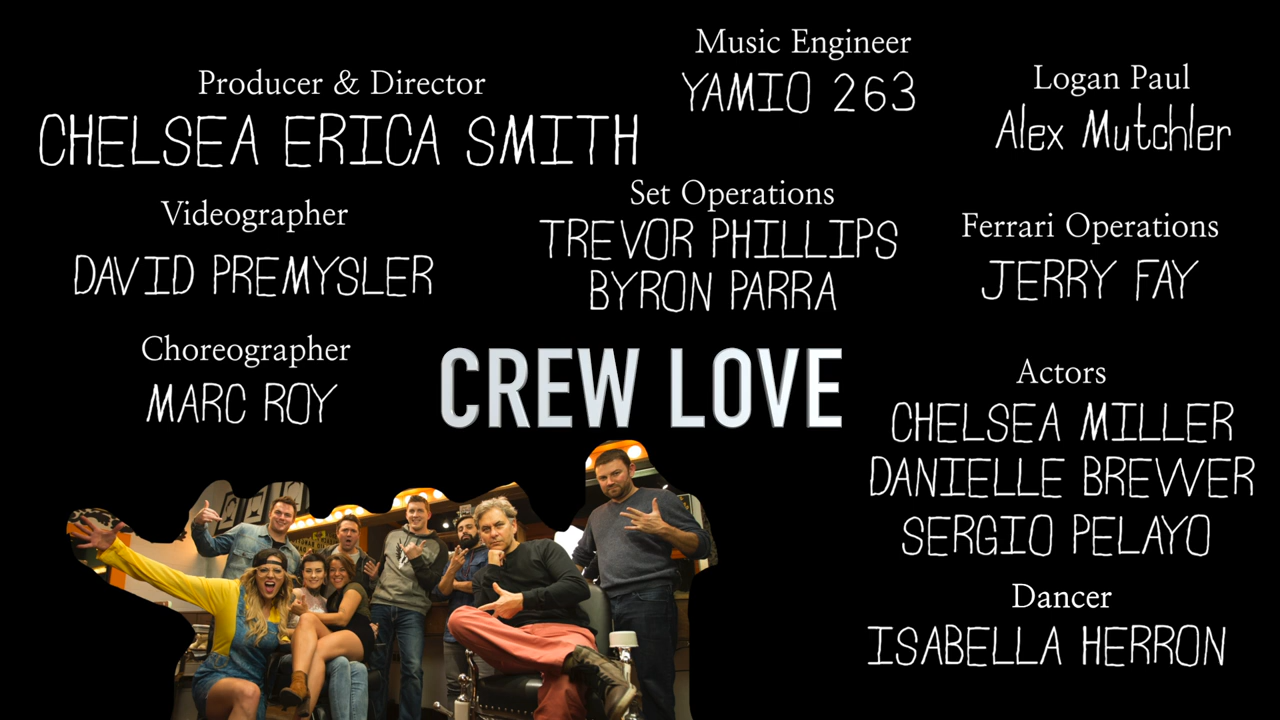 Producer & Director
CHELSEA ERICA SMITH
Videographer
DAVID PREMYSLER
Choreographer
MARC ROY
Music Engineer
YAMIO 263
Set Operations
TREVOR PHILLIPS
BYRON PARRA
CREW LOVE
Logan Paul
Alex Mutchler
Ferrari Operations
JERRY FAY
Actors
CHELSEA MILLER
DANIELLE BREWER
SERGIO PELAYO
Dancer
ISABELLA HERRON